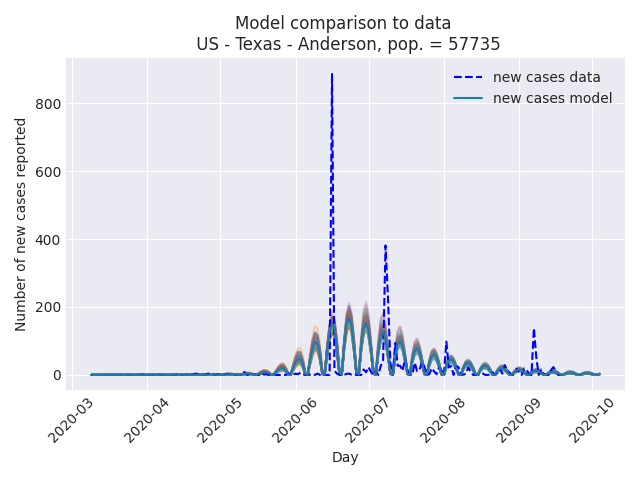 Model comparison to data
US - Texas - Anderson, pop. = 57735
new cases data
new cases model
Number of new cases reported
800
600
400
200
0
2020-03
2020-04
2020-05
2020-06
2020-07
2020-08
2020-09
2020-10
Day